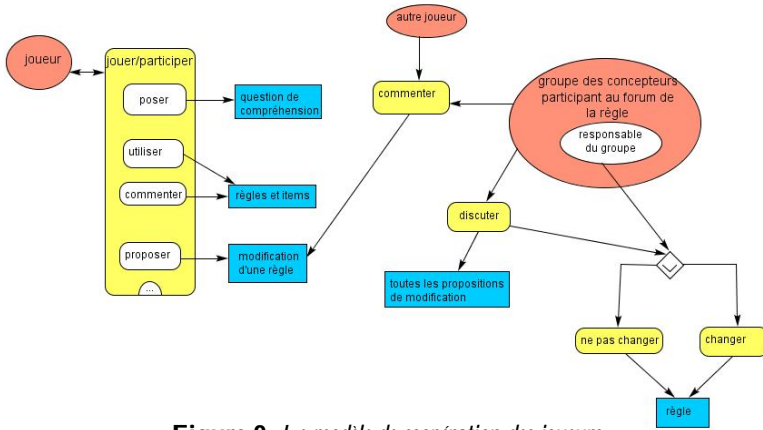 joueur
jouer/participer
poser
question de
compréhension
utiliser
commenter
règles et items
proposer
modification
d'une règle
...
autre joueur
commenter
groupe des concepteurs
participant au forum de
la règle
responsable
du groupe
discuter
toutes les propositions
de modification
ne pas changer
changer
règle